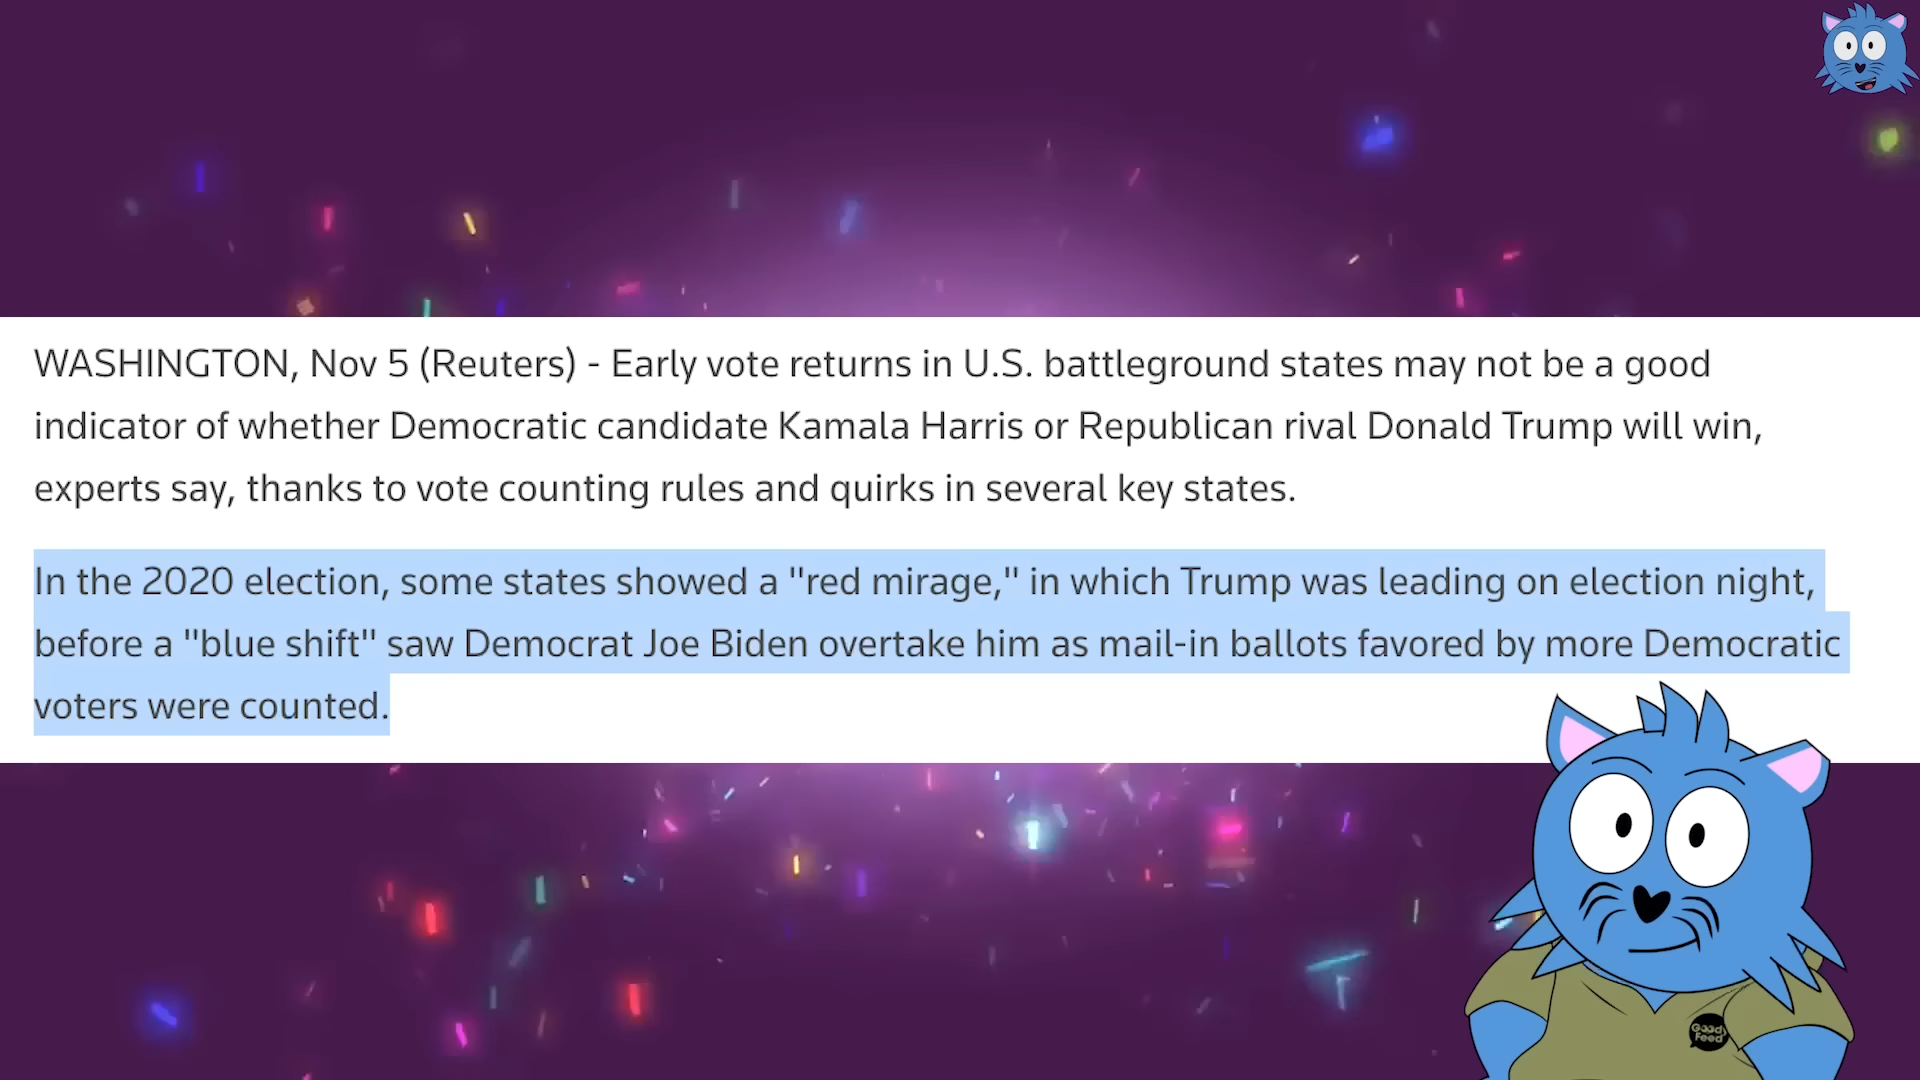 WASHINGTON, Nov 5 (Reuters) - Early vote returns in U.S. battleground states may not be a good
indicator of whether Democratic candidate Kamala Harris or Republican rival Donald Trump will win,
experts say, thanks to vote counting rules and quirks in several key states.
In the 2020 election, some states showed a "red mirage," in which Trump was leading on election night,
before a "blue shift" saw Democrat Joe Biden overtake him as mail-in ballots favored by more Democratic
voters were counted.
Goody
Feed